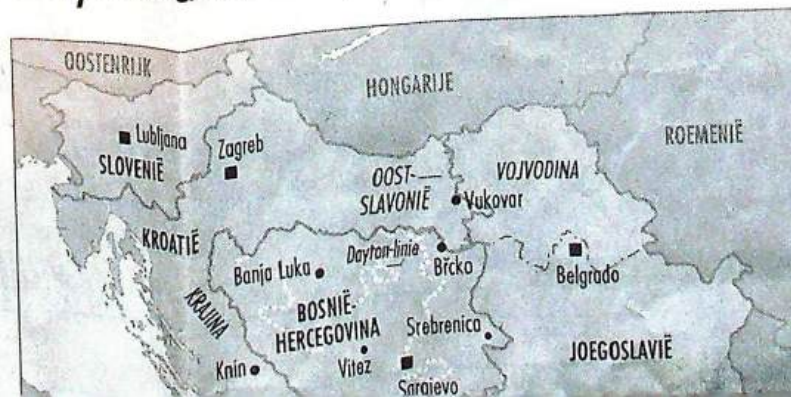 OOSTENRIJK
HONGARIJE
ROEMENIË
Lubljana
SLOVENIË
Zagreb
OOST-
SLAVONIË
VOJVODINA
Vukovar
KROATIË
Dayton-linie
Břcko
Banja Luka
Belgrado
KRAJINA
BOSNIË-
HERCEGOVINA
Srebrenica
JOEGOSLAVIË
Knin
Vitez
Sarajevo